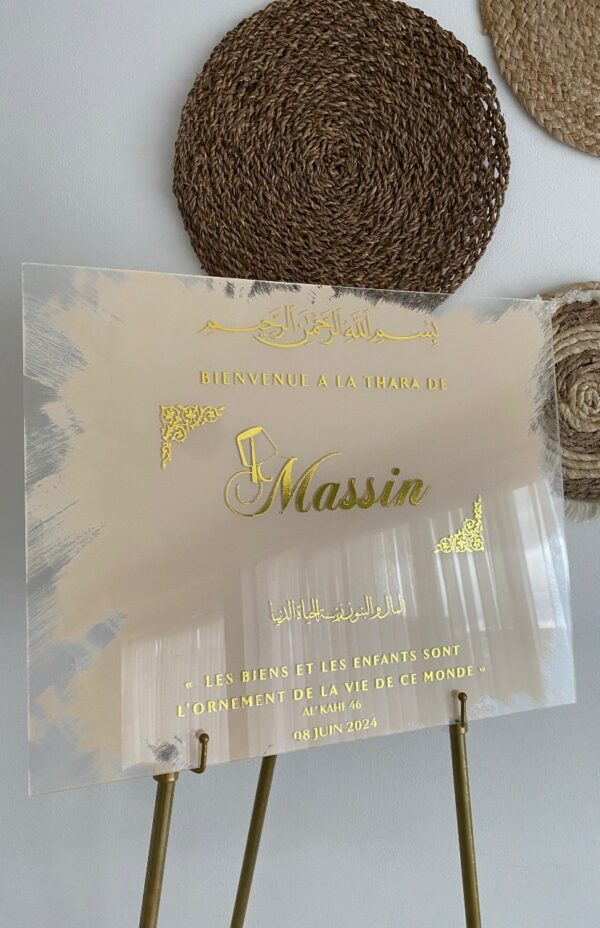 بسم الله الرحمن الرحيم
BIENVENUE A LA THARA DE
Massin
المال والبنون زينة الحياة الدنيا
« LES BIENS ET LES ENFANTS SONT
L'ORNEMENT DE LA VIE DE CE MONDE »
AL' KAHF 46
08 JUIN 2024